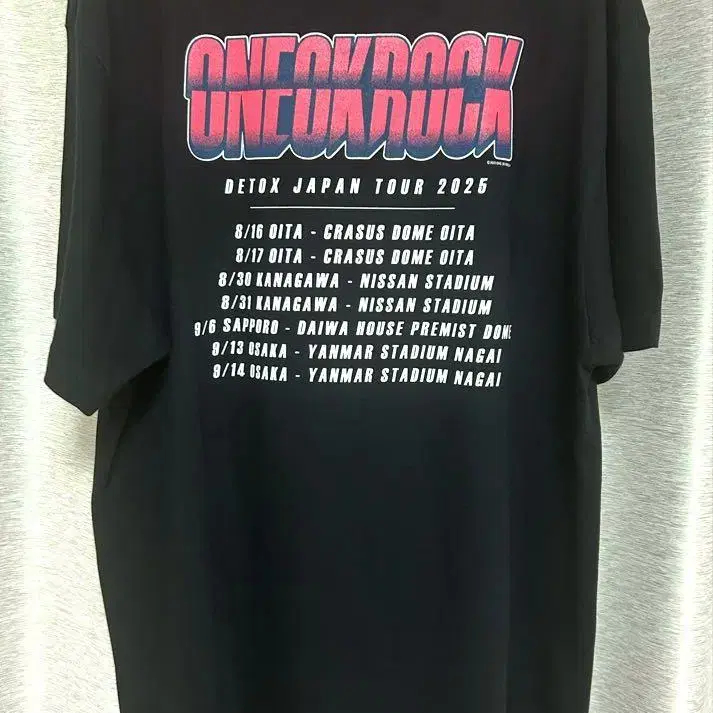 ONEOKROCK
DETOX JAPAN TOUR 2025
8/16 OITA - CRASUS DOME OITA
8/17 OITA - CRASUS DOME OITA
8/30 KANAGAWA - NISSAN STADIUM
8/31 KANAGAWA - NISSAN STADIUM
9/6 SAPPORO - DAIWA HOUSE PREMIST DOME
9/13 OSAKA - YANMAR STADIUM NAGAI
9/14 OSAKA - YANMAR STADIUM NAGAI